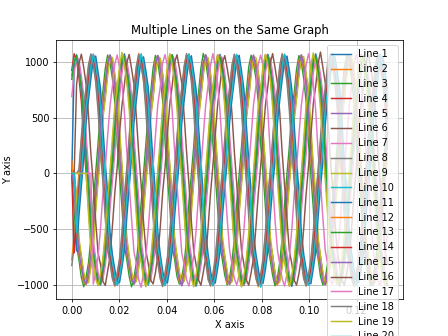 Multiple Lines on the Same Graph
Y axis
1000
500
0
−500
−1000
0.00
0.02
0.04
0.06
0.08
0.10
X axis
Line 1
Line 2
Line 3
Line 4
Line 5
Line 6
Line 7
Line 8
Line 9
Line 10
Line 11
Line 12
Line 13
Line 14
Line 15
Line 16
Line 17
Line 18
Line 19
Line 20